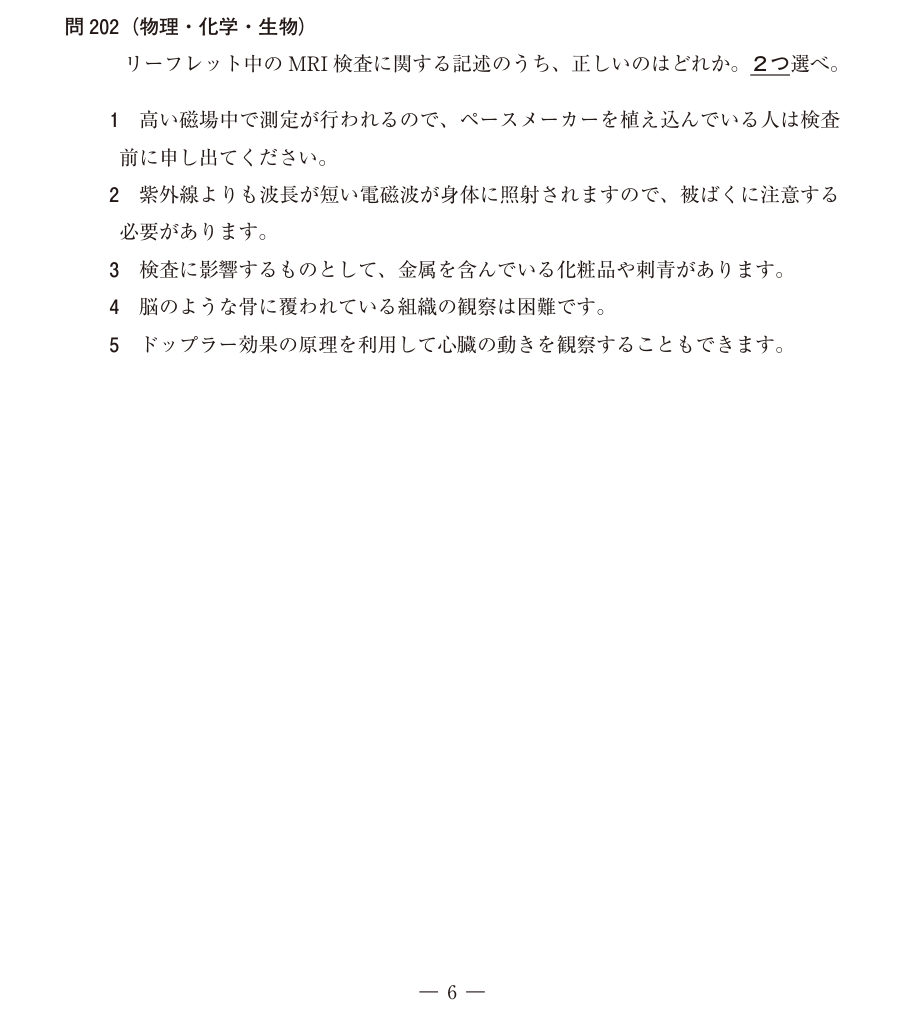 問 202（物理・化学・生物）
リーフレット中の MRI 検査に関する記述のうち、正しいのはどれか。２つ選べ。
1　高い磁場中で測定が行われるので、ペースメーカーを植え込んでいる人は検査
前に申し出てください。
2　紫外線よりも波長が短い電磁波が身体に照射されますので、被ばくに注意する
必要があります。
3　検査に影響するものとして、金属を含んでいる化粧品や刺青があります。
4　脳のような骨に覆われている組織の観察は困難です。
5　ドップラー効果の原理を利用して心臓の動きを観察することもできます。
— 6 —